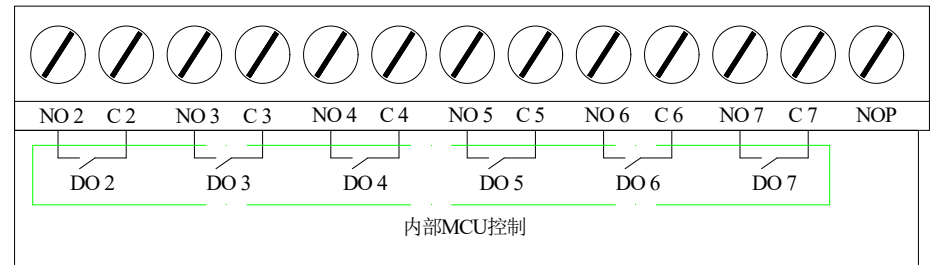 NO 2 C 2 NO 3 C 3 NO 4 C 4 NO 5 C 5 NO 6 C 6 NO 7 C 7 NOP
DO 2 DO 3 DO 4 DO 5 DO 6 DO 7
内部MCU控制